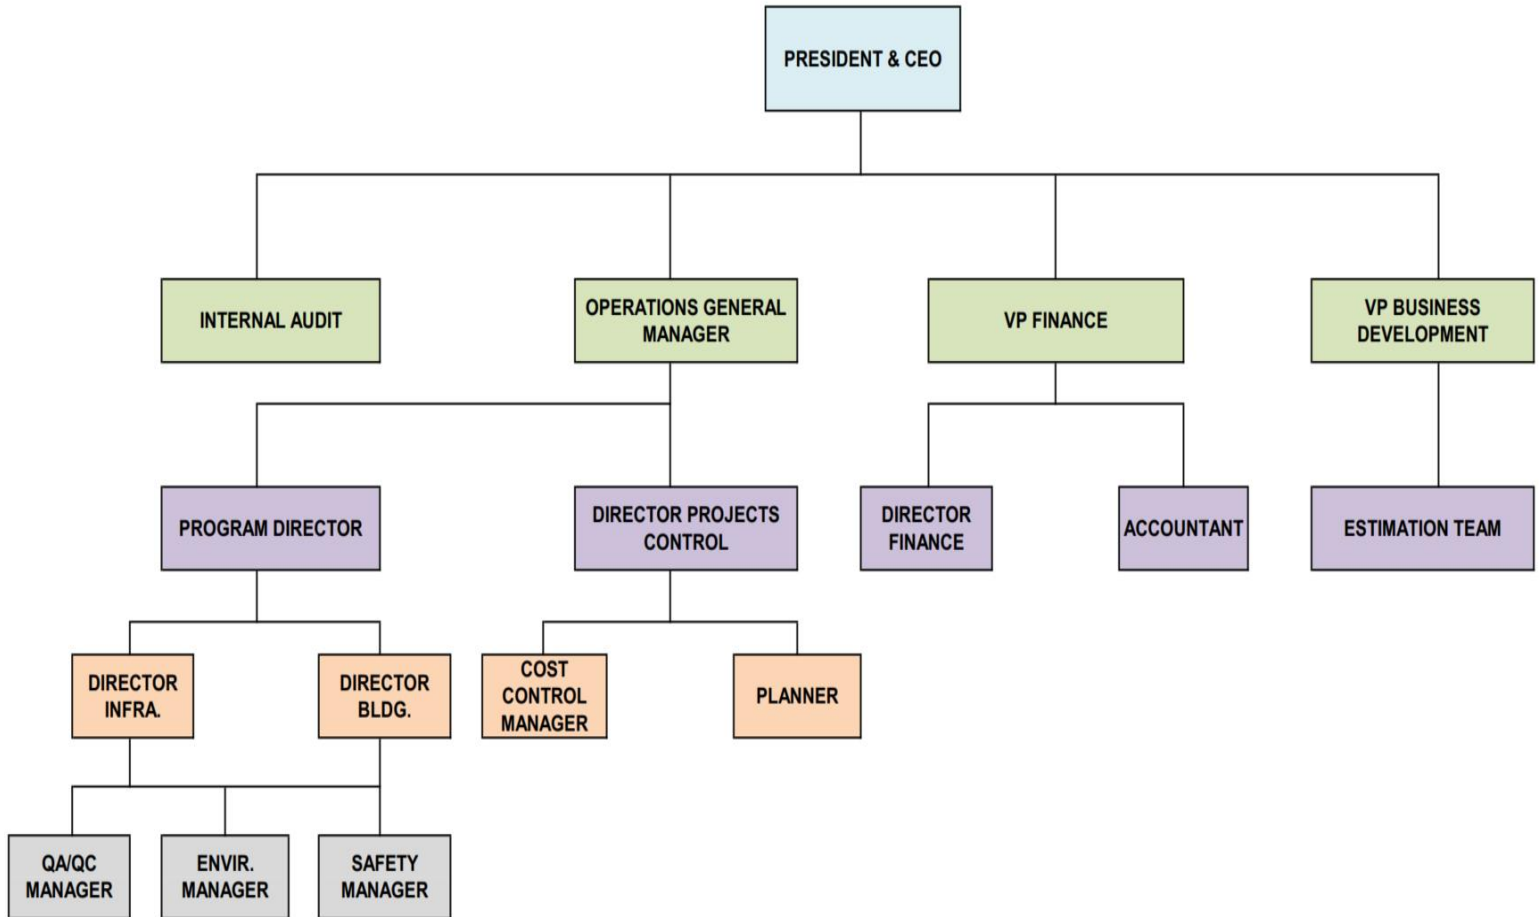 PRESIDENT & CEO
INTERNAL AUDIT
OPERATIONS GENERAL
MANAGER
VP FINANCE
VP BUSINESS
DEVELOPMENT
PROGRAM DIRECTOR
DIRECTOR PROJECTS
CONTROL
DIRECTOR
FINANCE
ACCOUNTANT
ESTIMATION TEAM
DIRECTOR
INFRA.
DIRECTOR
BLDG.
COST
CONTROL
MANAGER
PLANNER
QA/QC
MANAGER
ENVIR.
MANAGER
SAFETY
MANAGER